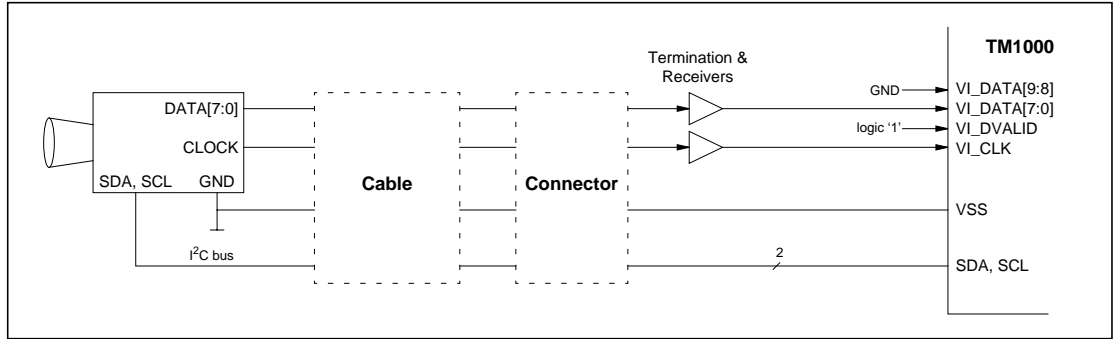 TM1000
Termination &
Receivers
GND
VI_DATA[9:8]
DATA[7:0]
VI_DATA[7:0]
logic ‘1’
VI_DVALID
CLOCK
VI_CLK
Cable
Connector
SDA, SCL GND
VSS
I²C bus
2
SDA, SCL